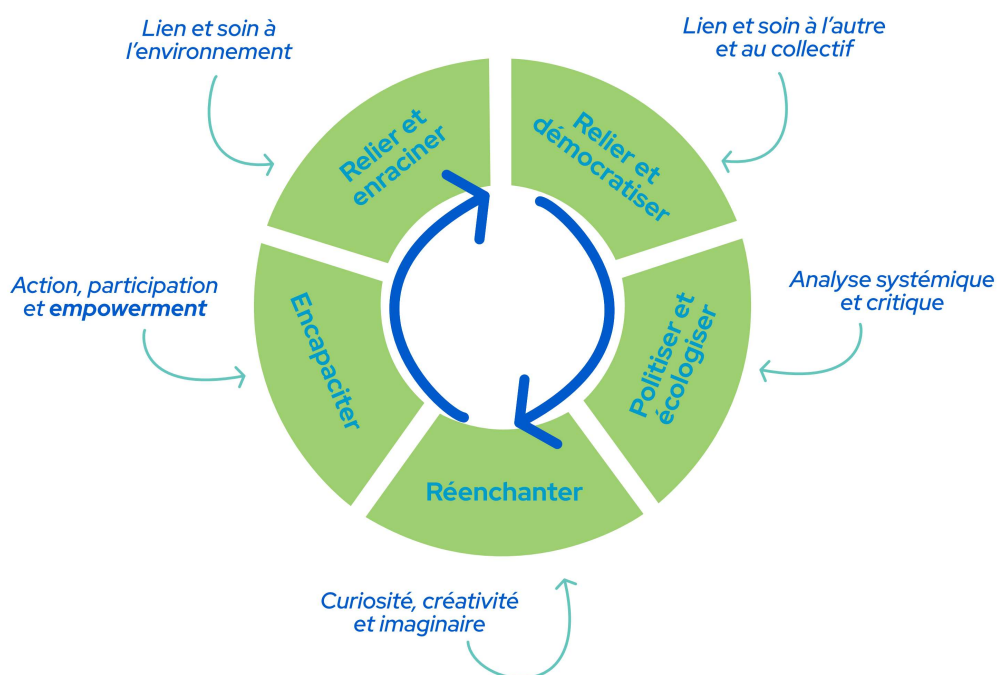 Lien et soin à
l’environnement
Lien et soin à l’autre
et au collectif
Relier et
enraciner
Relier et
démocratiser
Action, participation
et empowerment
Analyse systémique
et critique
Encapaciter
Politiser et
écologiser
Réenchanter
Curiosité, créativité
et imaginaire